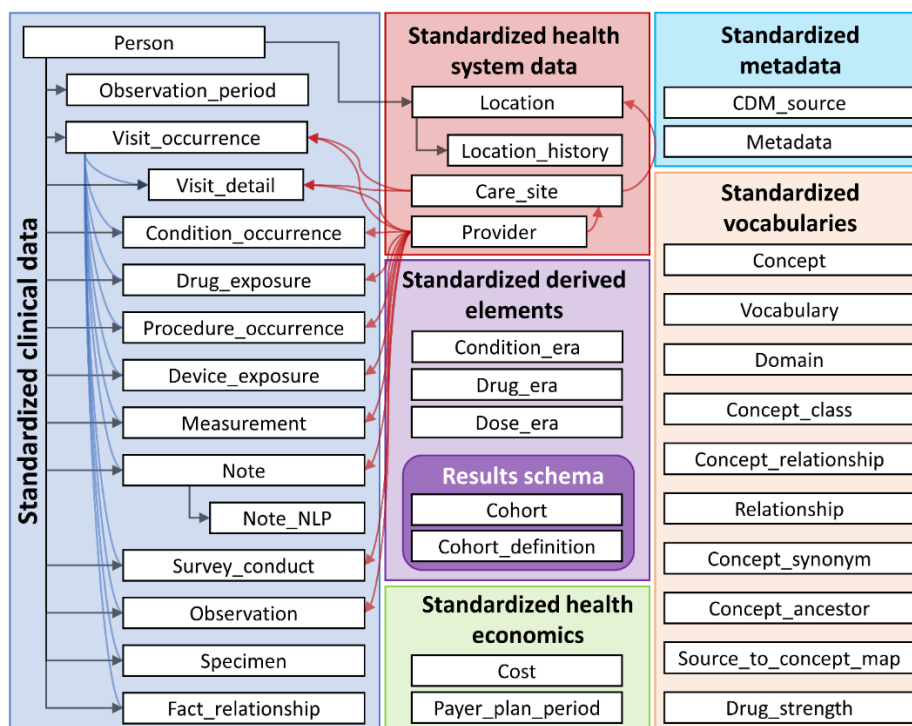 Standardized clinical data
Person
Observation_period
Visit_occurrence
Visit_detail
Condition_occurrence
Drug_exposure
Procedure_occurrence
Device_exposure
Measurement
Note
Note_NLP
Survey_conduct
Observation
Specimen
Fact_relationship
Standardized health
system data
Location
Location_history
Care_site
Provider
Standardized derived
elements
Condition_era
Drug_era
Dose_era
Results schema
Cohort
Cohort_definition
Standardized health
economics
Cost
Payer_plan_period
Standardized
metadata
CDM_source
Metadata
Standardized
vocabularies
Concept
Vocabulary
Domain
Concept_class
Concept_relationship
Relationship
Concept_synonym
Concept_ancestor
Source_to_concept_map
Drug_strength